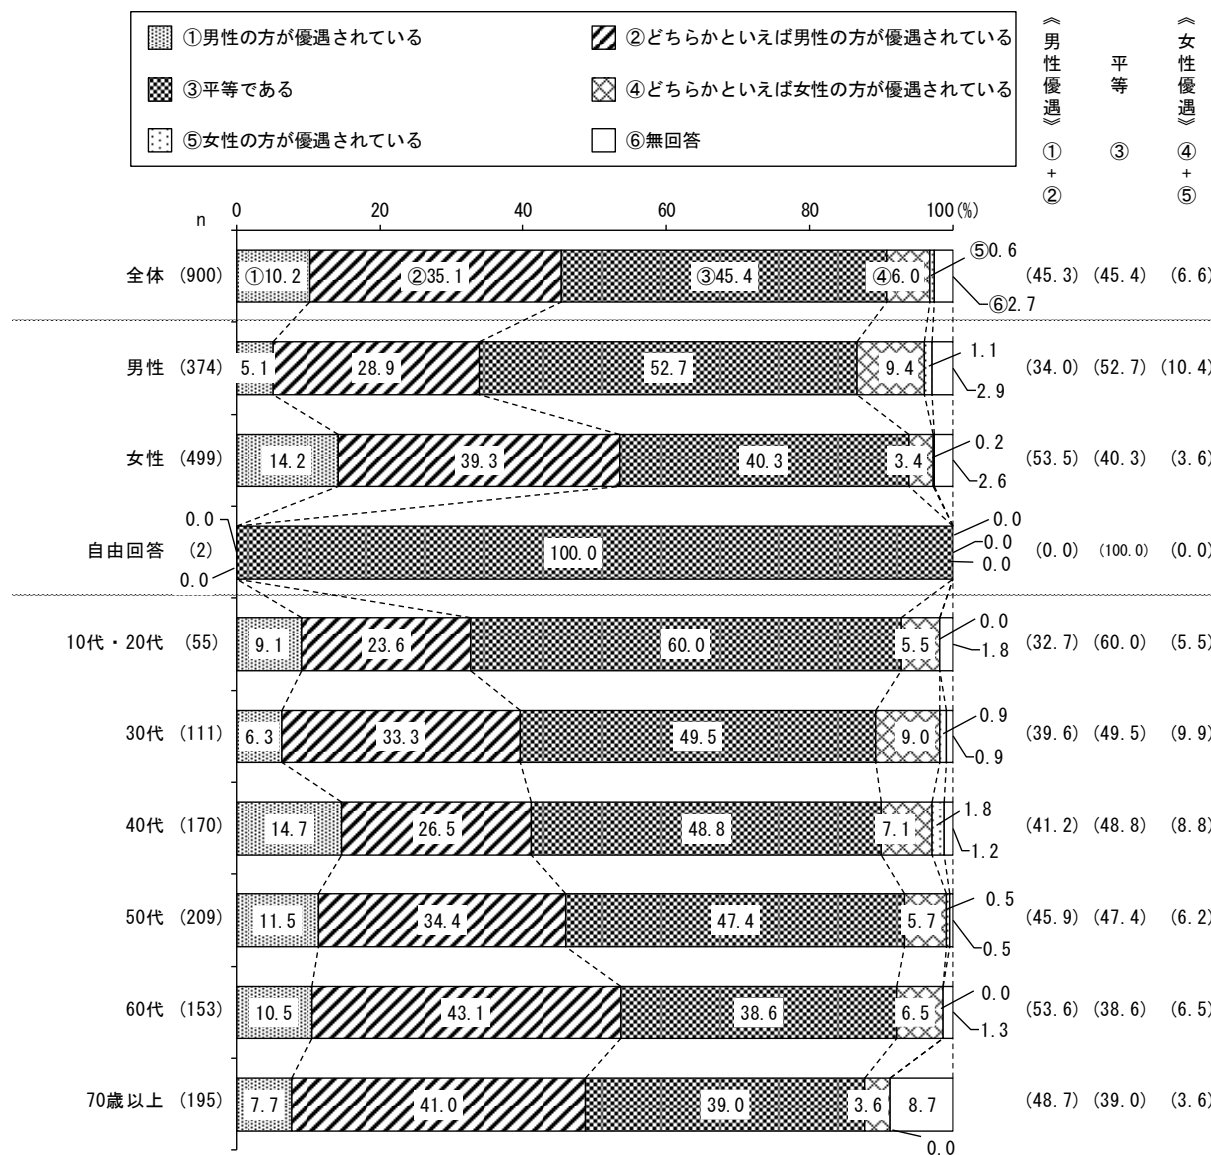 ①男性の方が優遇されている ②どちらかといえば男性の方が優遇されている
③平等である ④どちらかといえば女性の方が優遇されている
⑤女性の方が優遇されている ⑥無回答
《男性優遇》①+②
平等 ③
《女性優遇》④+⑤
n 0 20 40 60 80 100(%)
全体 (900) ①10.2 ②35.1 ③45.4 ④6.0 ⑤0.6 ⑥2.7 (45.3) (45.4) (6.6)
男性 (374) 5.1 28.9 52.7 9.4 1.1 2.9 (34.0) (52.7) (10.4)
女性 (499) 14.2 39.3 40.3 3.4 0.2 2.6 (53.5) (40.3) (3.6)
自由回答 (2) 0.0 0.0 100.0 0.0 0.0 0.0 (0.0) (100.0) (0.0)
10代・20代 (55) 9.1 23.6 60.0 5.5 0.0 1.8 (32.7) (60.0) (5.5)
30代 (111) 6.3 33.3 49.5 9.0 0.9 0.9 (39.6) (49.5) (9.9)
40代 (170) 14.7 26.5 48.8 7.1 1.8 1.2 (41.2) (48.8) (8.8)
50代 (209) 11.5 34.4 47.4 5.7 0.5 0.5 (45.9) (47.4) (6.2)
60代 (153) 10.5 43.1 38.6 6.5 0.0 1.3 (53.6) (38.6) (6.5)
70歳以上 (195) 7.7 41.0 39.0 3.6 0.0 8.7 (48.7) (39.0) (3.6)